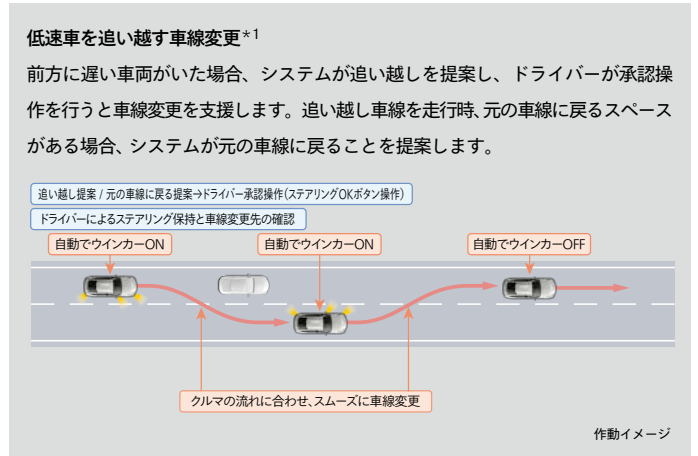 低速車を追い越す車線変更*1
前方に遅い車両がいた場合、システムが追い越しを提案し、ドライバーが承認操
作を行うと車線変更を支援します。追い越し車線を走行時、元の車線に戻るスペース
がある場合、システムが元の車線に戻ることを提案します。
追い越し提案 / 元の車線に戻る提案→ドライバー承認操作(ステアリングOKボタン操作)
ドライバーによるステアリング保持と車線変更先の確認
自動でウインカーON
自動でウインカーON
自動でウインカーOFF
クルマの流れに合わせ、スムーズに車線変更
作動イメージ